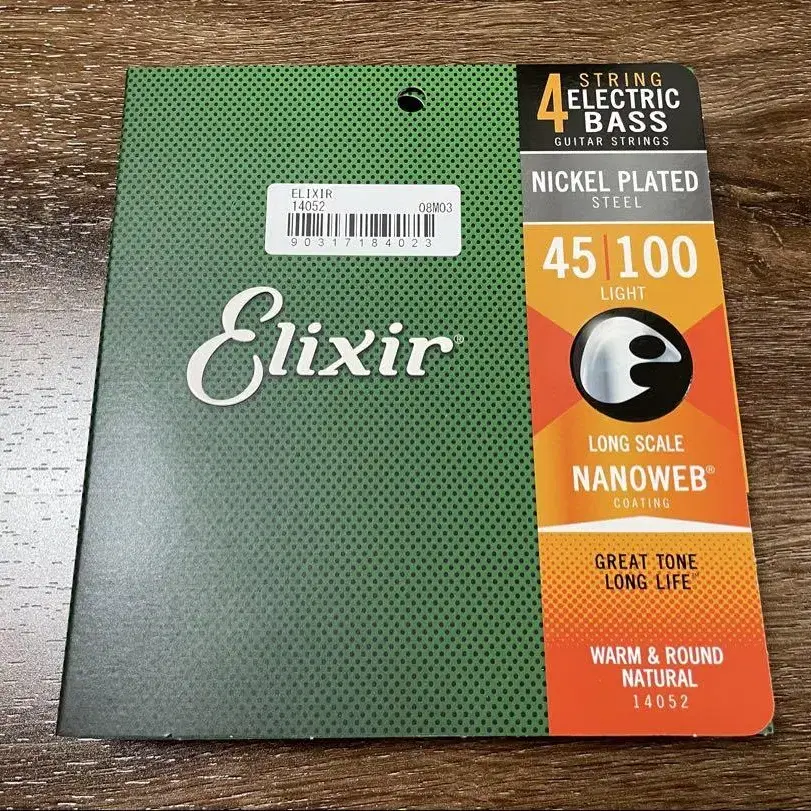 ELIXIR
14052 08M03
90317184023
Elixir®
4 STRING
ELECTRIC
BASS
GUITAR STRINGS
NICKEL PLATED
STEEL
45|100
LIGHT
LONG SCALE
NANOWEB®
COATING
GREAT TONE
LONG LIFE™
WARM & ROUND
NATURAL
14052